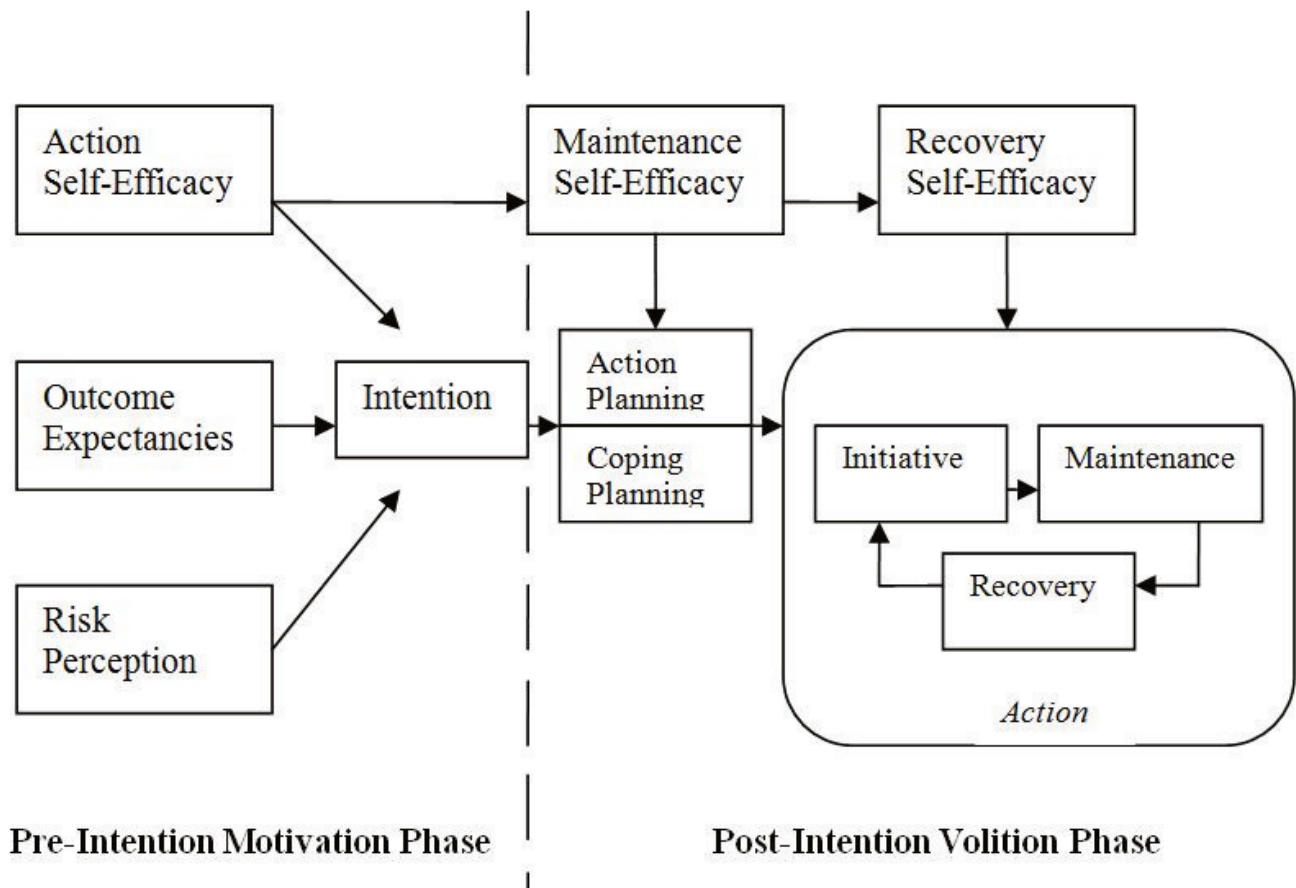 Action
Self-Efficacy
Maintenance
Self-Efficacy
Recovery
Self-Efficacy
Outcome
Expectancies
Intention
Action
Planning
Coping
Planning
Initiative
Maintenance
Recovery
Risk
Perception
Action
Pre-Intention Motivation Phase
Post-Intention Volition Phase